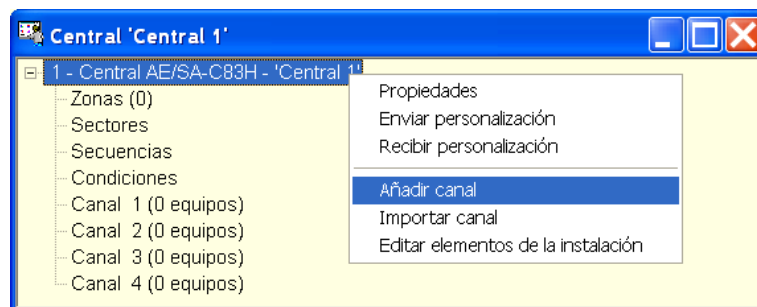 Central 'Central 1'
1 - Central AE/SA-C83H - 'Central 1'
Zonas (0)
Sectores
Secuencias
Condiciones
Canal 1 (0 equipos)
Canal 2 (0 equipos)
Canal 3 (0 equipos)
Canal 4 (0 equipos)
Propiedades
Enviar personalización
Recibir personalización
Añadir canal
Importar canal
Editar elementos de la instalación